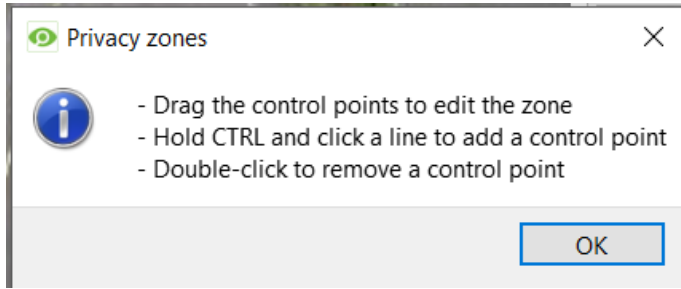 Privacy zones
- Drag the control points to edit the zone
- Hold CTRL and click a line to add a control point
- Double-click to remove a control point
OK